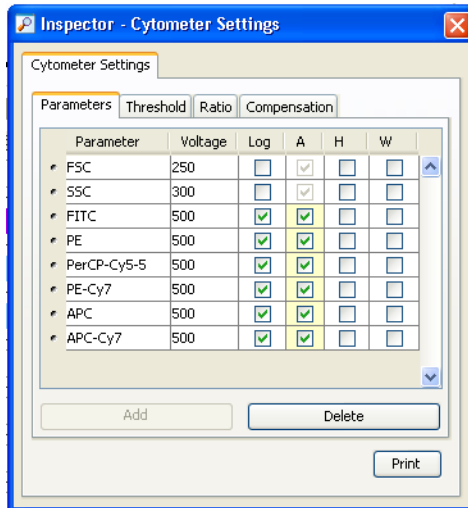 Inspector - Cytometer Settings
Cytometer Settings
Parameters Threshold Ratio Compensation
Parameter Voltage Log A H W
FSC 250
SSC 300
FITC 500
PE 500
PerCP-Cy5-5 500
PE-Cy7 500
APC 500
APC-Cy7 500
Add Delete
Print